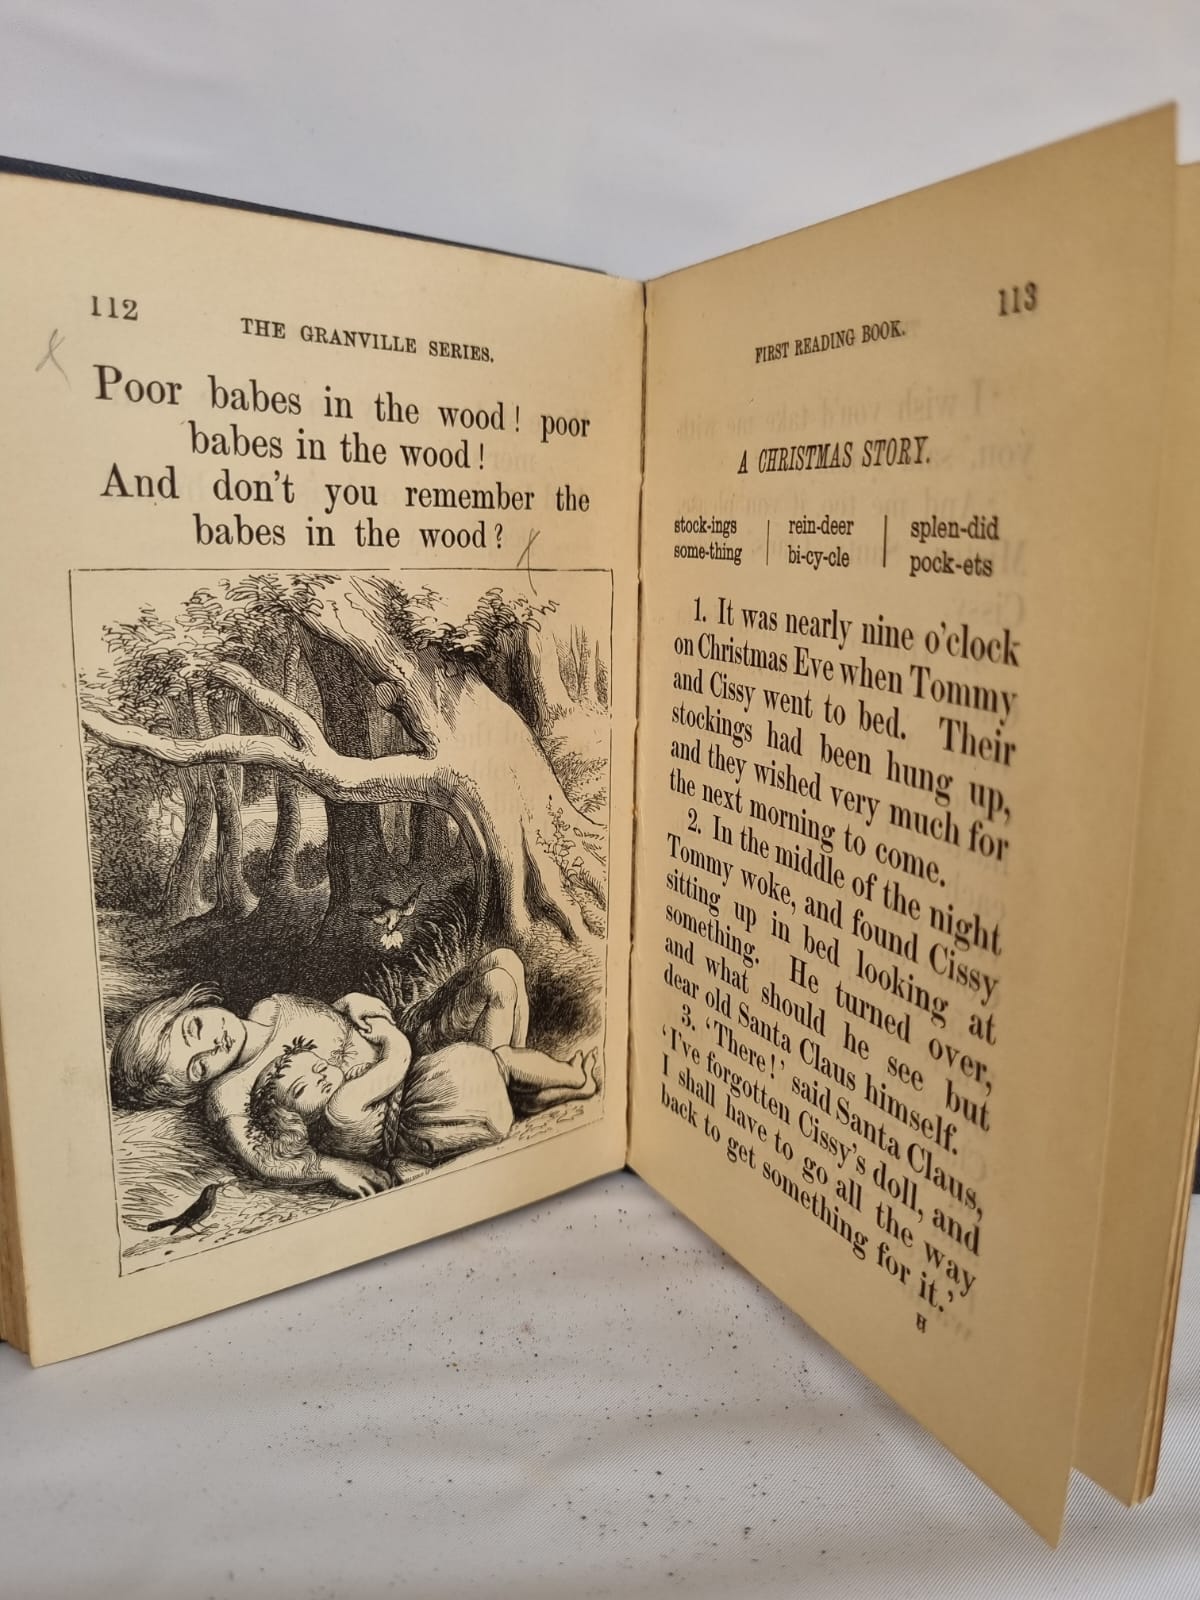 112
THE GRANVILLE SERIES.
Poor babes in the wood! poor
babes in the wood!
And don't you remember the
babes in the wood?
113
FIRST READING BOOK.
A CHRISTMAS STORY.
stock-ings | rein-deer | splen-did
some-thing | bi-cy-cle | pock-ets
1. It was nearly nine o'clock
on Christmas Eve when Tommy
and Cissy went to bed. Their
stockings had been hung up,
and they wished very much for
the next morning to come.
2. In the middle of the night
Tommy woke, and found Cissy
sitting up in bed looking at
something. He turned over,
and what should he see but
dear old Santa Claus himself.
3. 'There!' said Santa Claus,
'I've forgotten Cissy's doll, and
I shall have to go all the way
back to get something for it.'
H